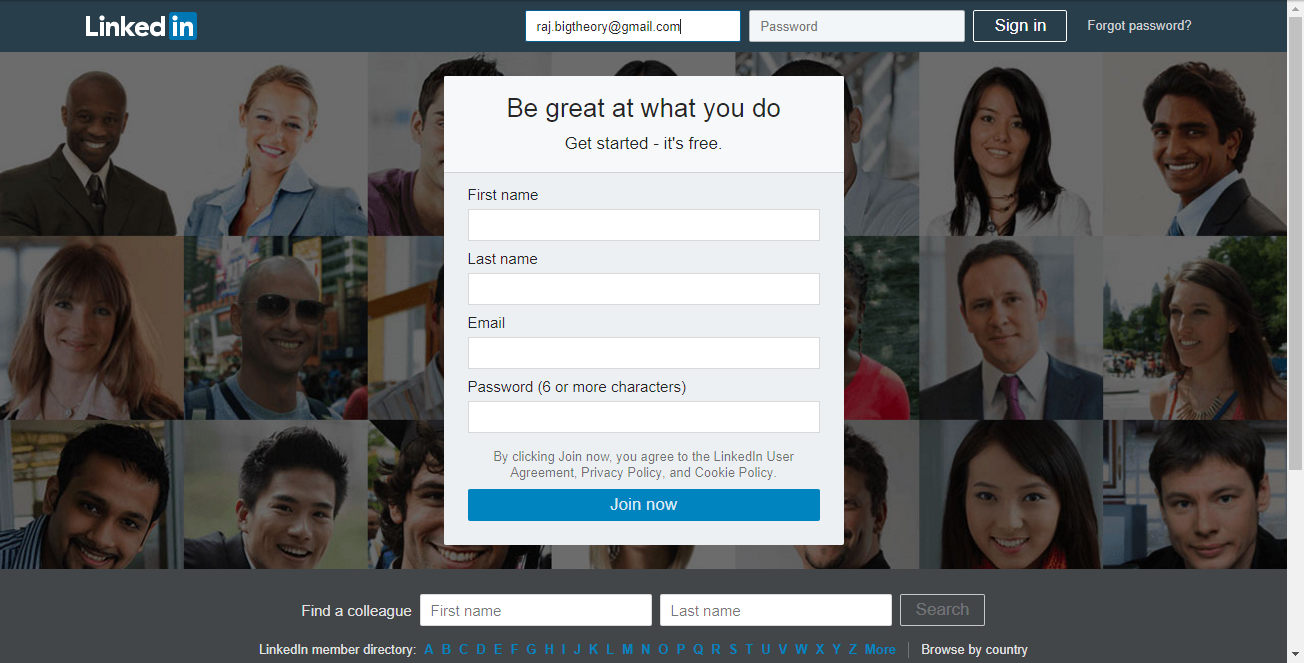 Linked in raj.bigtheory@gmail.com Password Sign in Forgot password?
Be great at what you do
Get started - it's free.
First name
Last name
Email
Password (6 or more characters)
By clicking Join now, you agree to the LinkedIn User
Agreement, Privacy Policy, and Cookie Policy.
Join now
Find a colleague First name Last name Search
LinkedIn member directory: A B C D E F G H I J K L M N O P Q R S T U V W X Y Z More Browse by country